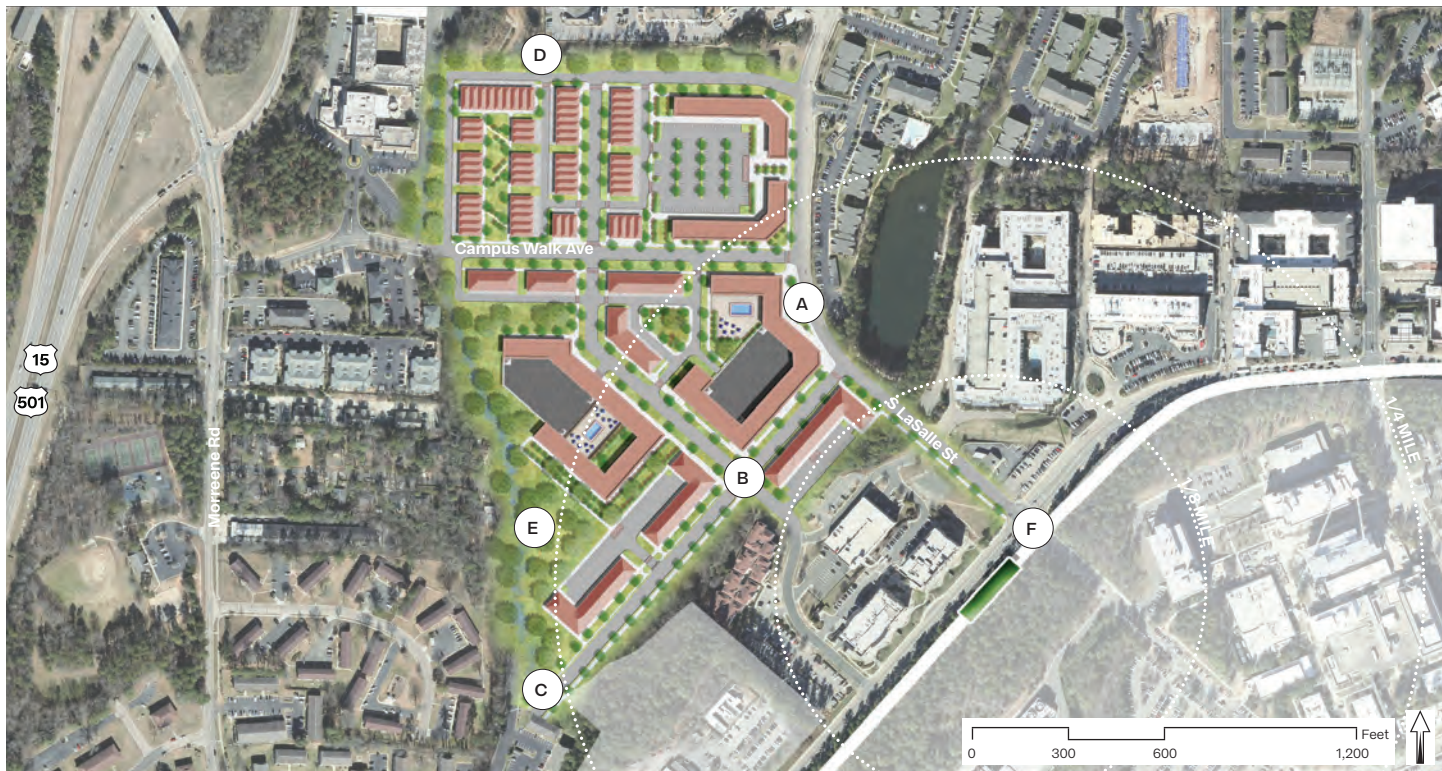 D
Campus Walk Ave
A
15
501
Morreene Rd
S LaSalle St
1/4 MILE
B
1/8 MILE
E
F
C
Feet
0 300 600 1,200